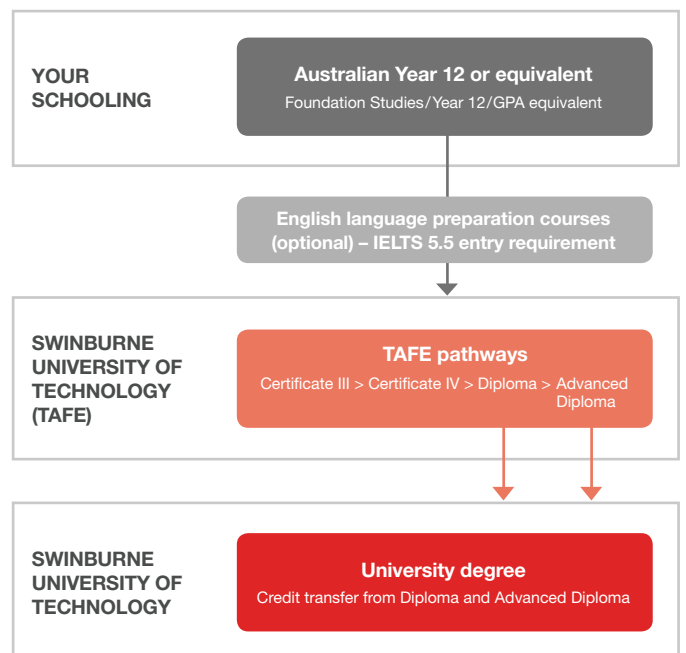 YOUR
SCHOOLING
Australian Year 12 or equivalent
Foundation Studies/Year 12/GPA equivalent
English language preparation courses
(optional) – IELTS 5.5 entry requirement
SWINBURNE
UNIVERSITY OF
TECHNOLOGY
(TAFE)
TAFE pathways
Certificate III > Certificate IV > Diploma > Advanced
Diploma
SWINBURNE
UNIVERSITY OF
TECHNOLOGY
University degree
Credit transfer from Diploma and Advanced Diploma